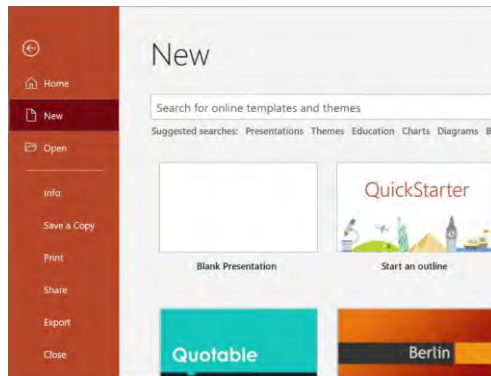 New
Home
New
Open
Info
Save a Copy
Print
Share
Export
Close
Search for online templates and themes
Suggested searches: Presentations Themes Education Charts Diagrams B
QuickStarter
Blank Presentation
Start an outline
Quotable
Berlin